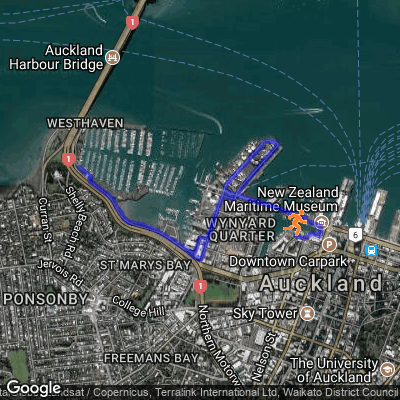 1
Auckland
Harbour Bridge
WESTHAVEN
1
Curran St
Shelly Beach Rd
New Zealand
Maritime Museum
WYNYARD
QUARTER
6
P
Downtown Carpark
ST MARYS BAY
Jervois Rd
1
Auckland
PONSONBY
College Hill
Northern Motorw
Sky Tower
Nelson St
FREEMANS BAY
The University
of Auckland
Google
Landsat / Copernicus, Terralink International Ltd, Waikato District Council